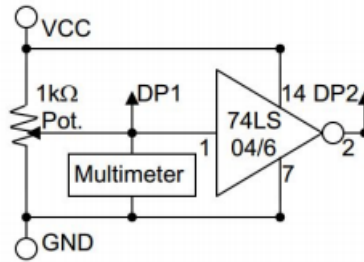 VCC
1kΩ
Pot.
DP1
14 DP2
74LS
04/6
1
2
7
Multimeter
GND